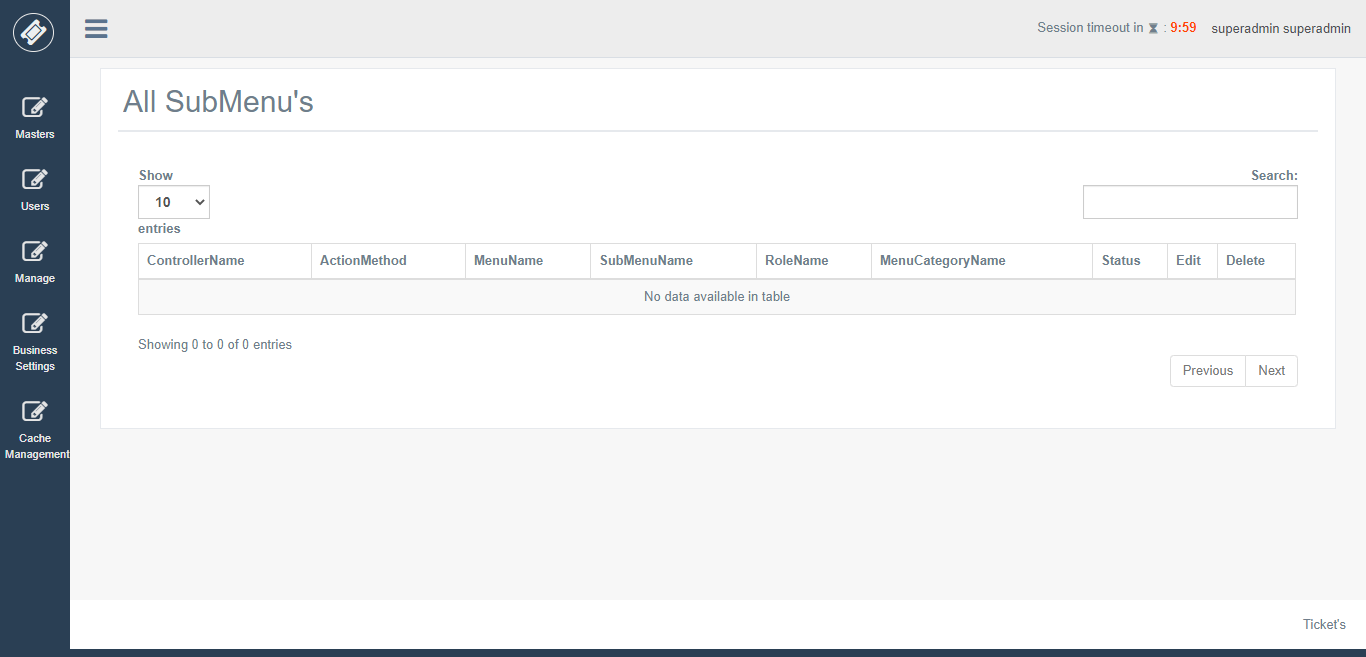 Session timeout in : 9:59 superadmin superadmin
Masters
Users
Manage
Business
Settings
Cache
Management
All SubMenu's
Show
10
entries
Search:
ControllerName ActionMethod MenuName SubMenuName RoleName MenuCategoryName Status Edit Delete
No data available in table
Showing 0 to 0 of 0 entries
Previous Next
Ticket's